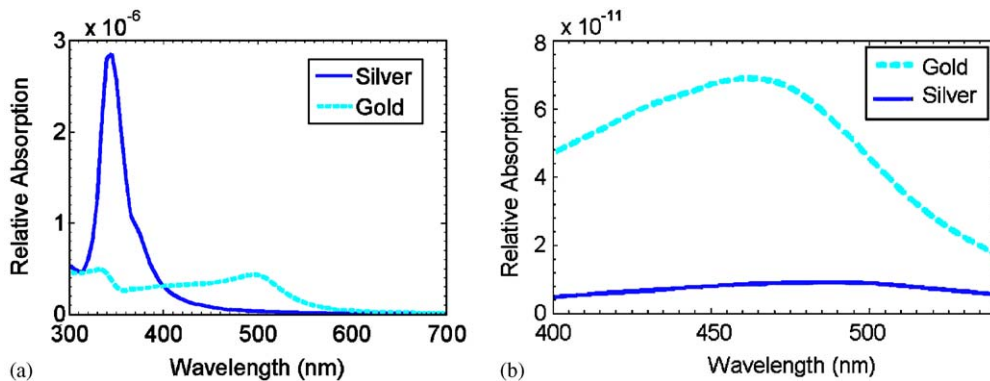 x 10⁻⁶
3
2
1
0
Relative Absorption
300 400 500 600 700
Wavelength (nm)
Silver
Gold
(a)
x 10⁻¹¹
8
6
4
2
0
Relative Absorption
400 450 500
Wavelength (nm)
Gold
Silver
(b)